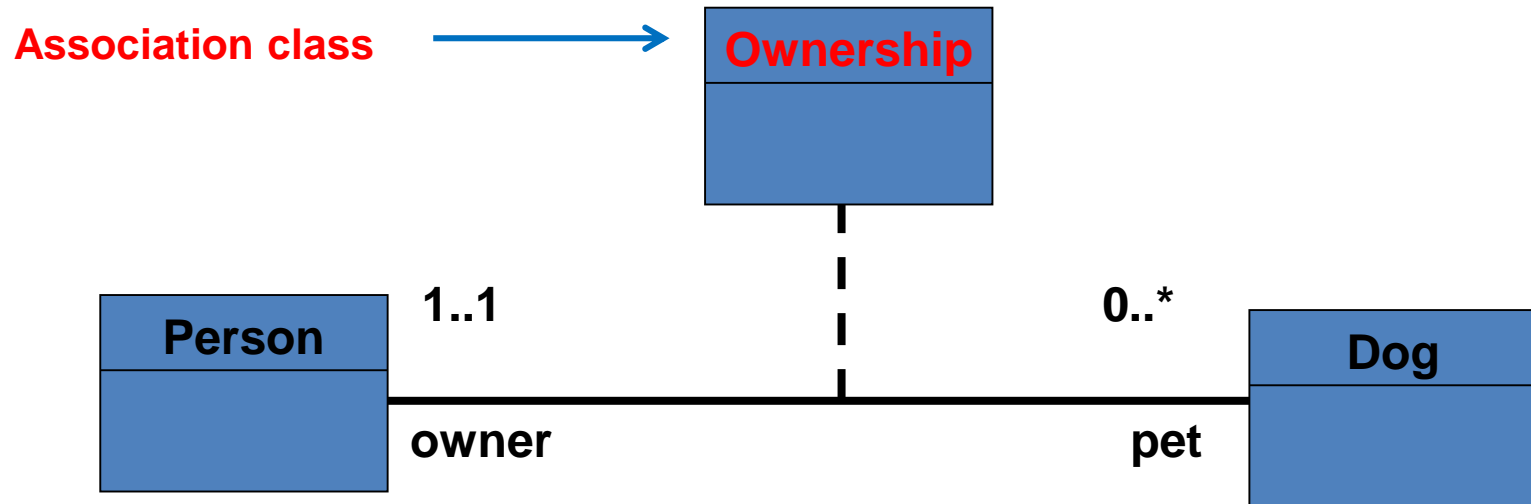 Association class
Ownership
1..1
0..*
Person
Dog
owner
pet